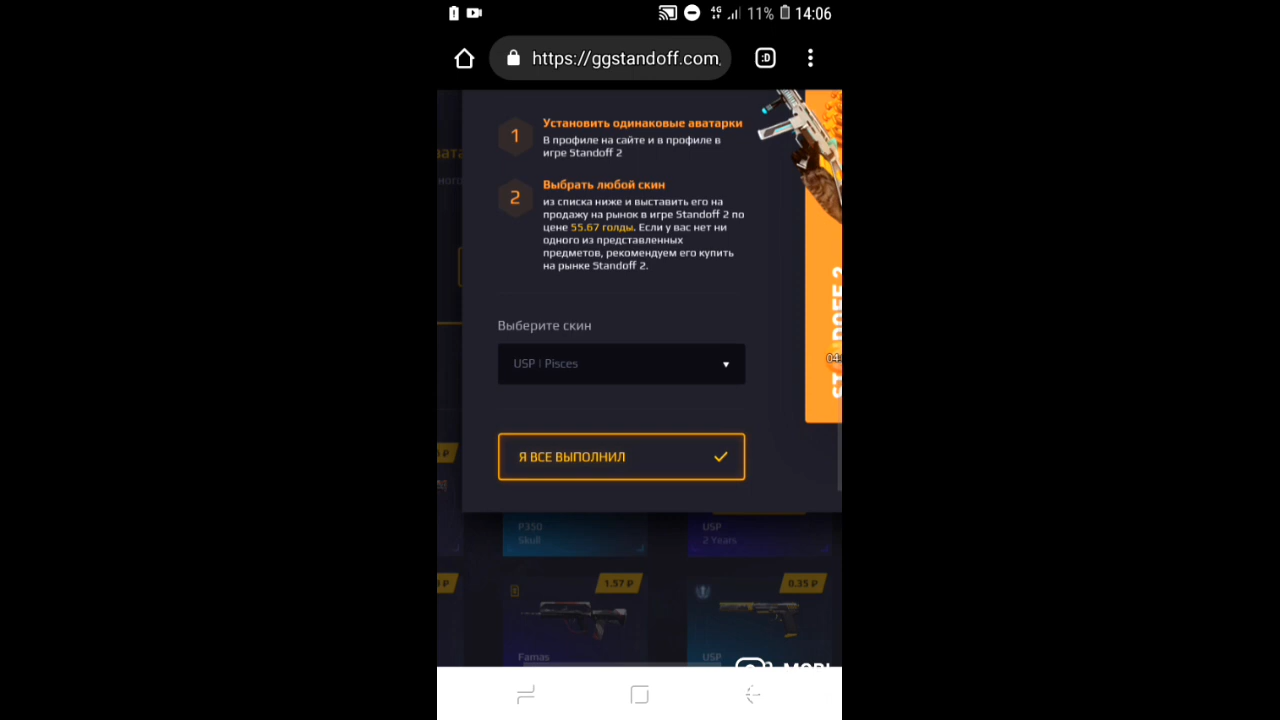 4G 11% 14:06
https://ggstandoff.com
:D
1
Установить одинаковые аватарки
В профиле на сайте и в профиле в
игре Standoff 2
2
Выбрать любой скин
из списка ниже и выставить его на
продажу на рынок в игре Standoff 2 по
цене 55.67 голды. Если у вас нет ни
одного из представленных
предметов, рекомендуем его купить
на рынке Standoff 2.
Выберите скин
USP | Pisces
Я ВСЕ ВЫПОЛНИЛ
P350
Skull
USP
2 Years
1.57 ₽
0.35 ₽
Famas
USP